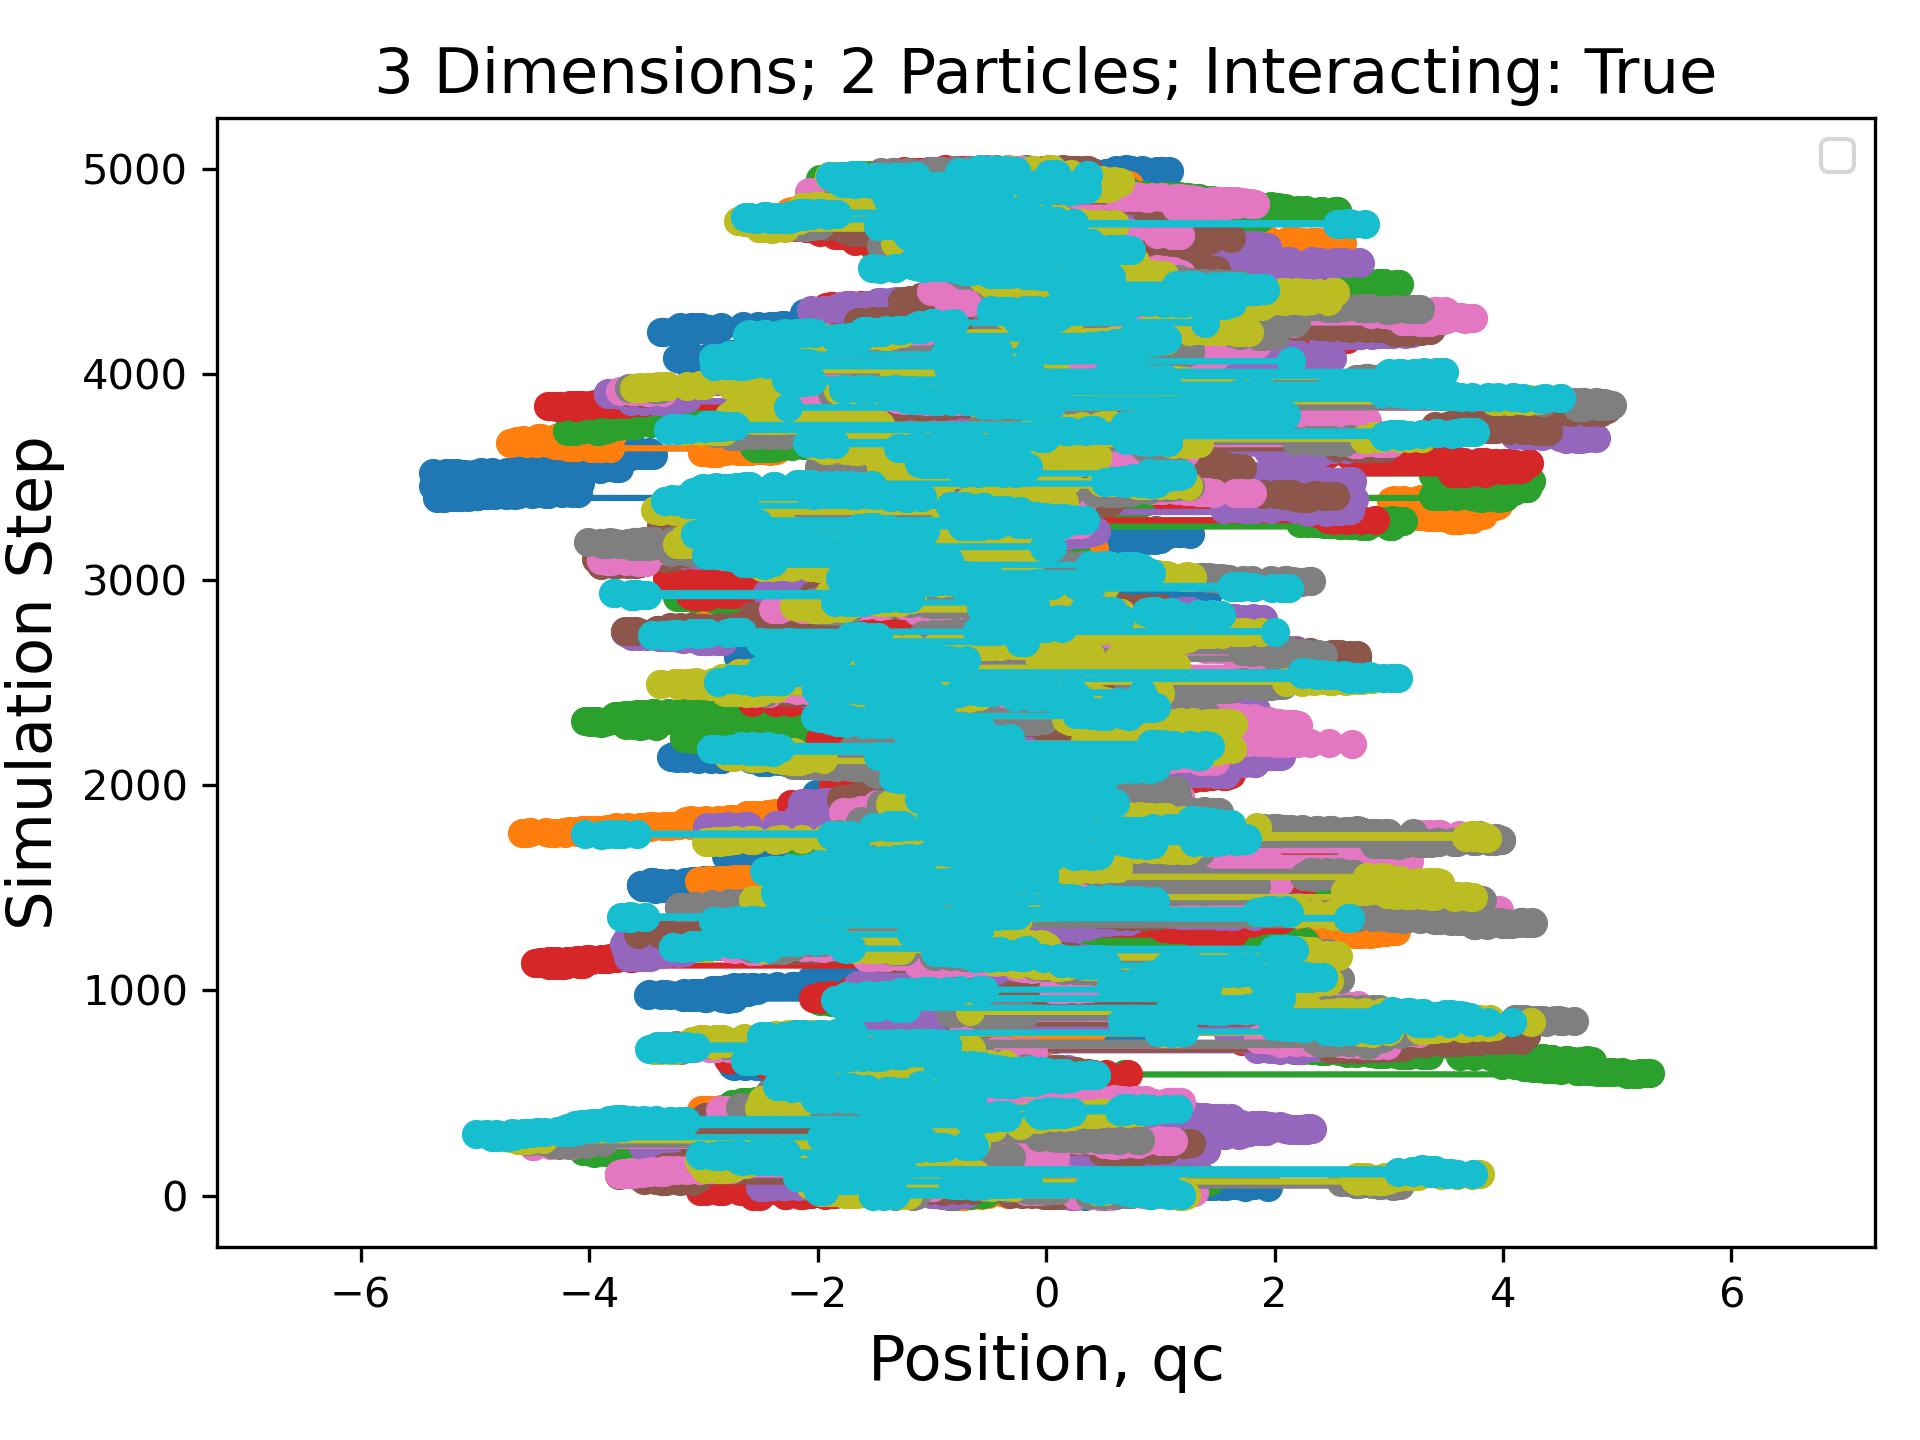 3 Dimensions; 2 Particles; Interacting: True
Simulation Step
5000
4000
3000
2000
1000
0
−6 −4 −2 0 2 4 6
Position, qc